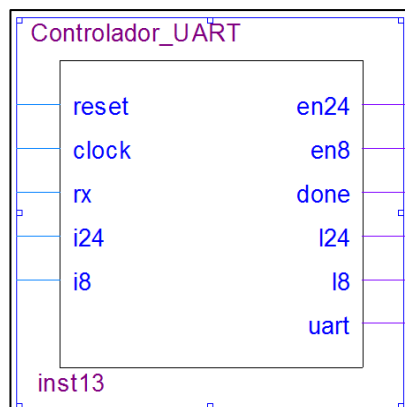 Controlador_UART
reset en24
clock en8
rx done
i24 l24
i8 l8
uart
inst13